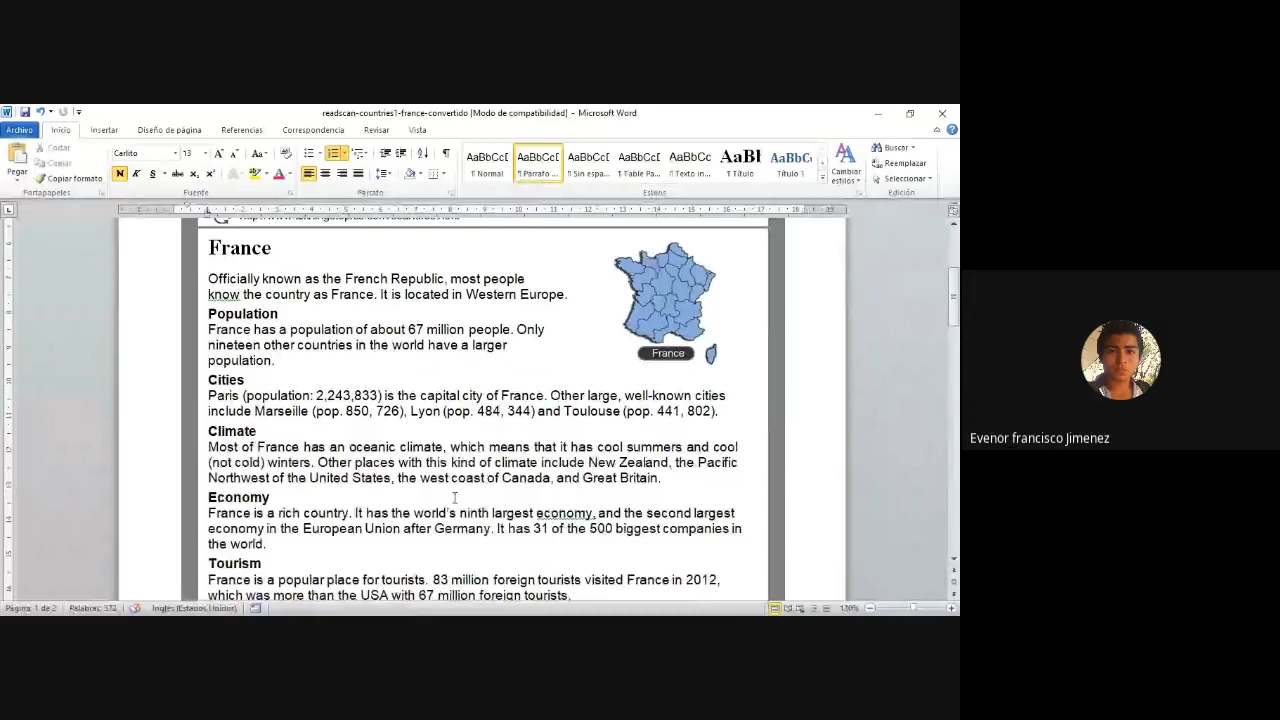 readscan-countries1-france-convertido [Modo de compatibilidad] - Microsoft Word
Archivo Inicio Insertar Diseño de página Referencias Correspondencia Revisar Vista
Pegar
Cortar
Copiar
Copiar formato
Portapapeles
Carlito 13
Fuente
Párrafo
AaBbCcI AaBbCcI AaBbCcI AaBbCcI AaBbCc AaBI AaBbC
¶ Normal ¶ Párrafo ... ¶ Sin espa... ¶ Table Pa... ¶ Texto in... ¶ Título Título 1
Cambiar estilos
Estilos
Buscar
Reemplazar
Seleccionar
Edición
France
Officially known as the French Republic, most people
know the country as France. It is located in Western Europe.
Population
France has a population of about 67 million people. Only
nineteen other countries in the world have a larger
population.
France
Cities
Paris (population: 2,243,833) is the capital city of France. Other large, well-known cities
include Marseille (pop. 850, 726), Lyon (pop. 484, 344) and Toulouse (pop. 441, 802).
Climate
Most of France has an oceanic climate, which means that it has cool summers and cool
(not cold) winters. Other places with this kind of climate include New Zealand, the Pacific
Northwest of the United States, the west coast of Canada, and Great Britain.
Economy
France is a rich country. It has the world's ninth largest economy, and the second largest
economy in the European Union after Germany. It has 31 of the 500 biggest companies in
the world.
Tourism
France is a popular place for tourists. 83 million foreign tourists visited France in 2012,
which was more than the USA with 67 million foreign tourists.
Página: 1 de 2 Palabras: 372 Inglés (Estados Unidos) 130%
Evenor francisco Jimenez